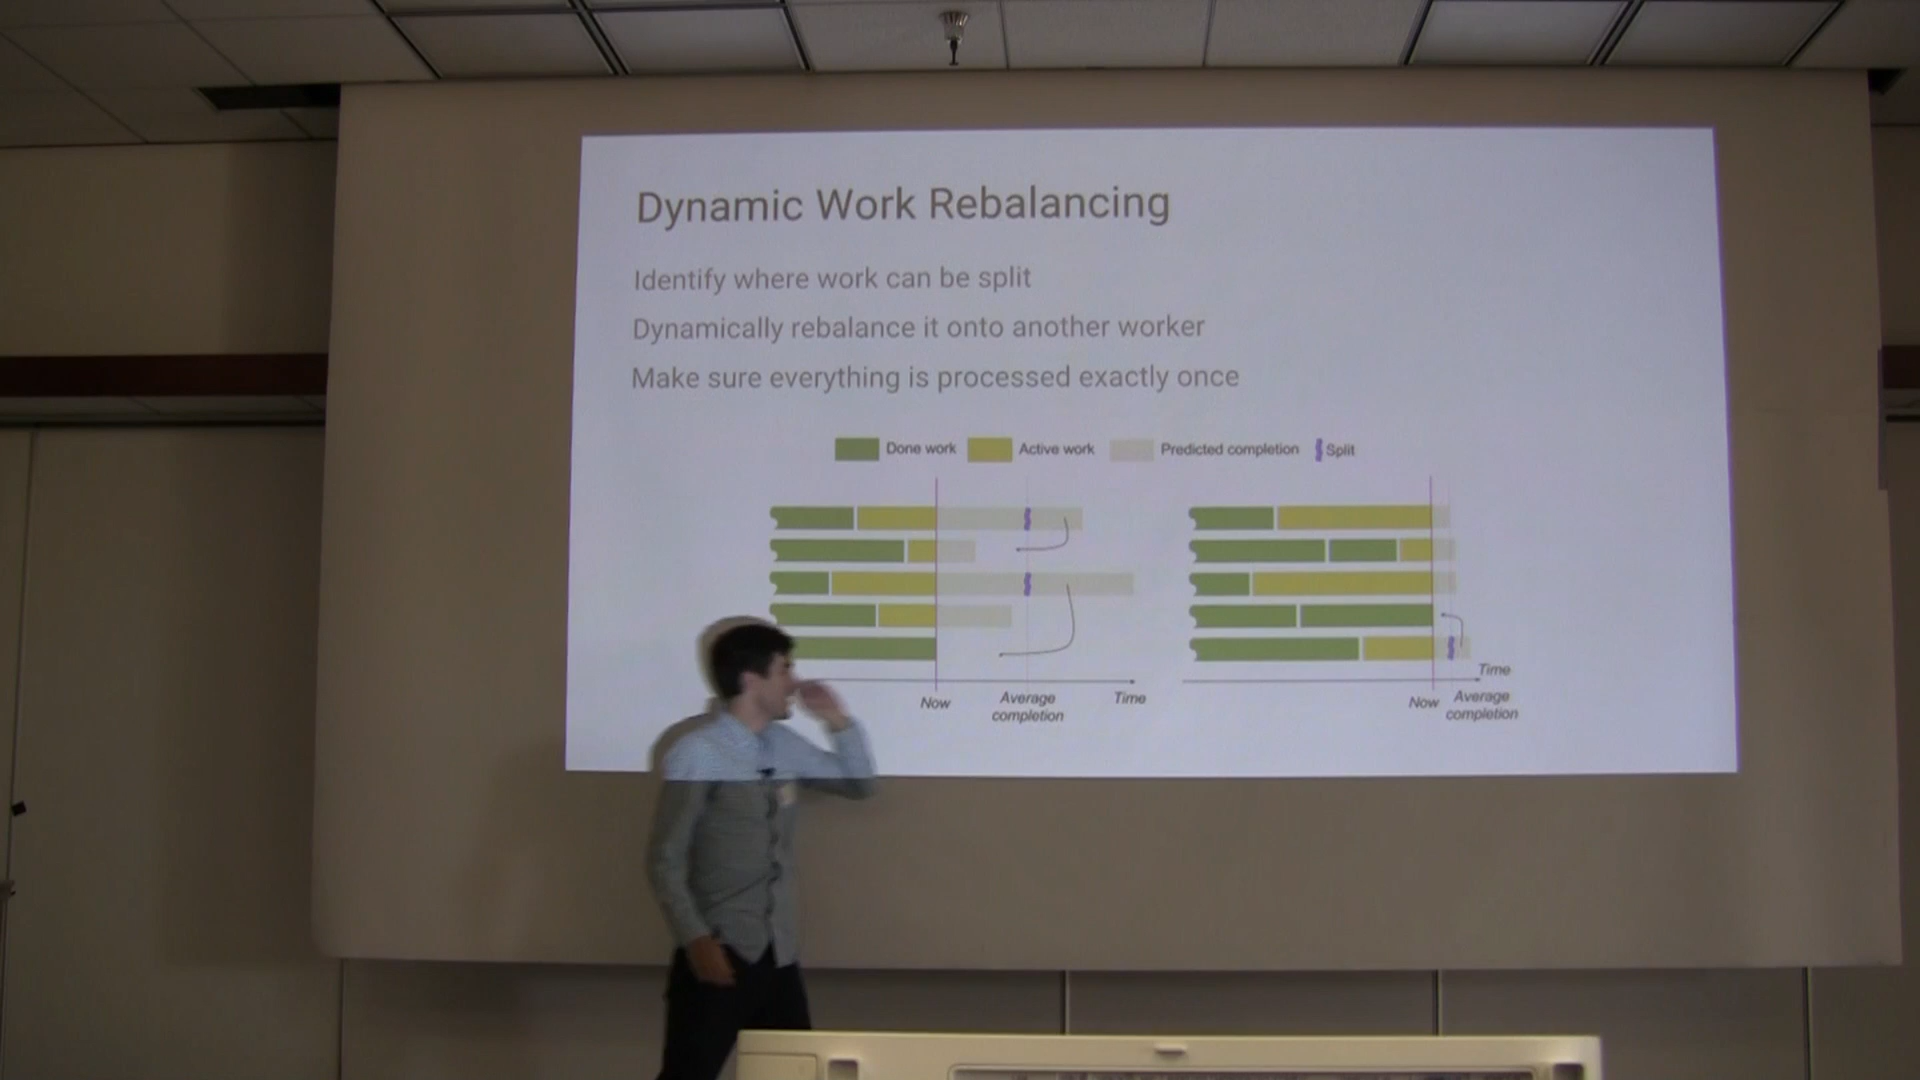 Dynamic Work Rebalancing
Identify where work can be split
Dynamically rebalance it onto another worker
Make sure everything is processed exactly once
Done work Active work Predicted completion Split
Now
Average
completion
Time
Time
Now
Average
completion